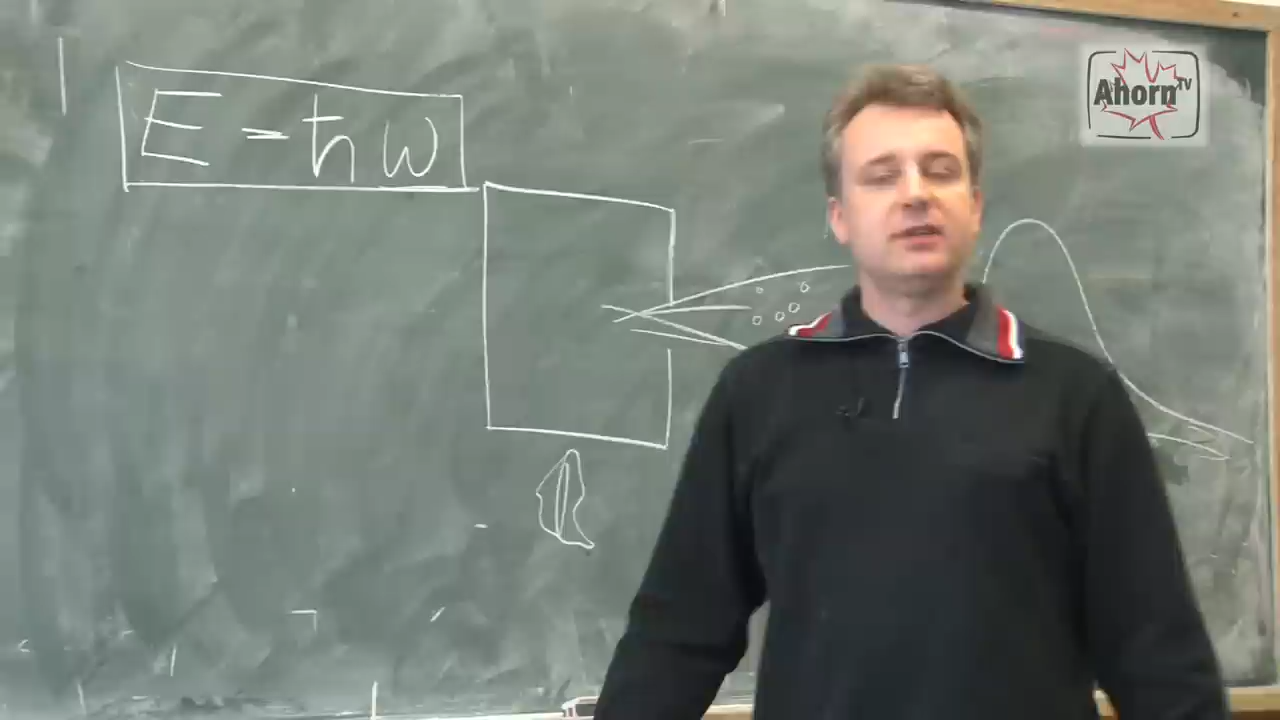 E = ħω
Ahorn TV